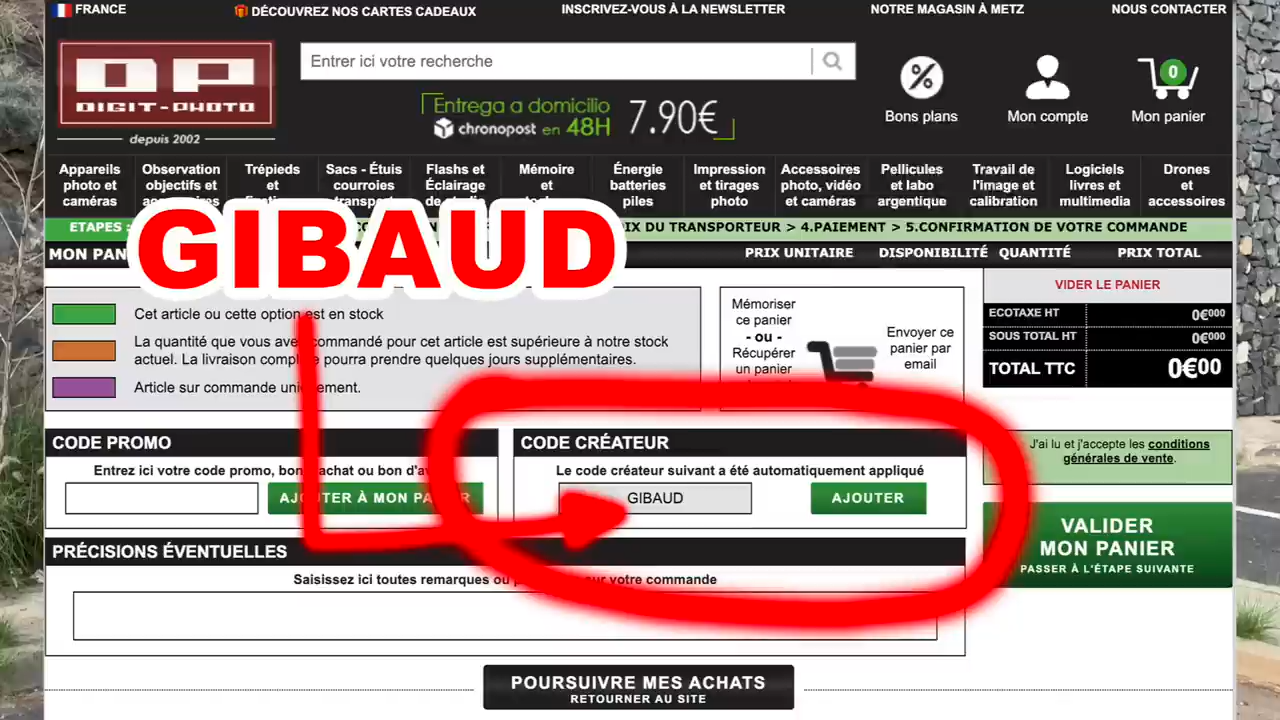 FRANCE
DÉCOUVREZ NOS CARTES CADEAUX
INSCRIVEZ-VOUS À LA NEWSLETTER
NOTRE MAGASIN À METZ
NOUS CONTACTER
DP
DIGIT-PHOTO
depuis 2002
Entrer ici votre recherche
Entrega a domicilio
chronopost en 48H
7.90€
Bons plans
Mon compte
0
Mon panier
Appareils
photo et
caméras
Observation
objectifs et
Trépieds
et
Sacs - Étuis
courroies
Flashs et
Éclairage
Mémoire
et
Énergie
batteries
piles
Impression
et tirages
photo
Accessoires
photo, vidéo
et caméras
Pellicules
et labo
argentique
Travail de
l'image et
calibration
Logiciels
livres et
multimedia
Drones
et
accessoires
ETAPES :
DU TRANSPORTEUR > 4.PAIEMENT > 5.CONFIRMATION DE VOTRE COMMANDE
GIBAUD
MON
PRIX UNITAIRE
DISPONIBILITÉ
QUANTITÉ
PRIX TOTAL
Cet article ou cette option est en stock
La quantité que vous commandé pour cet article est supérieure à notre stock
actuel. La livraison pourra prendre quelques jours supplémentaires.
Article sur commande uniquement.
Mémoriser
ce panier
- ou -
Récupérer
un panier
Envoyer ce
panier par
email
VIDER LE PANIER
ECOTAXE HT 0€000
SOUS TOTAL HT 0€000
TOTAL TTC 0€00
CODE PROMO
Entrez ici votre code promo, bon achat ou bon
AJOUTER À MON PANIER
CODE CRÉATEUR
Le code créateur suivant a été automatiquement appliqué
GIBAUD
AJOUTER
J'ai lu et j'accepte les conditions
générales de vente.
VALIDER
MON PANIER
PASSER À L'ÉTAPE SUIVANTE
PRÉCISIONS ÉVENTUELLES
Saisissez ici toutes remarques ou votre commande
POURSUIVRE MES ACHATS
RETOURNER AU SITE